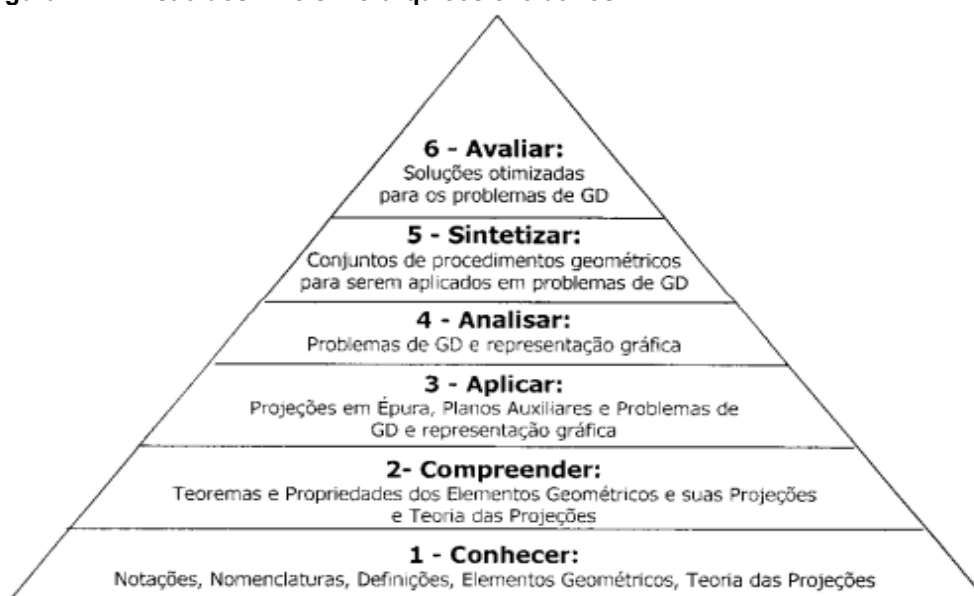 6 - Avaliar:
Soluções otimizadas
para os problemas de GD
5 - Sintetizar:
Conjuntos de procedimentos geométricos
para serem aplicados em problemas de GD
4 - Analisar:
Problemas de GD e representação gráfica
3 - Aplicar:
Projeções em Épura, Planos Auxiliares e Problemas de
GD e representação gráfica
2- Compreender:
Teoremas e Propriedades dos Elementos Geométricos e suas Projeções
e Teoria das Projeções
1 - Conhecer:
Notações, Nomenclaturas, Definições, Elementos Geométricos, Teoria das Projeções